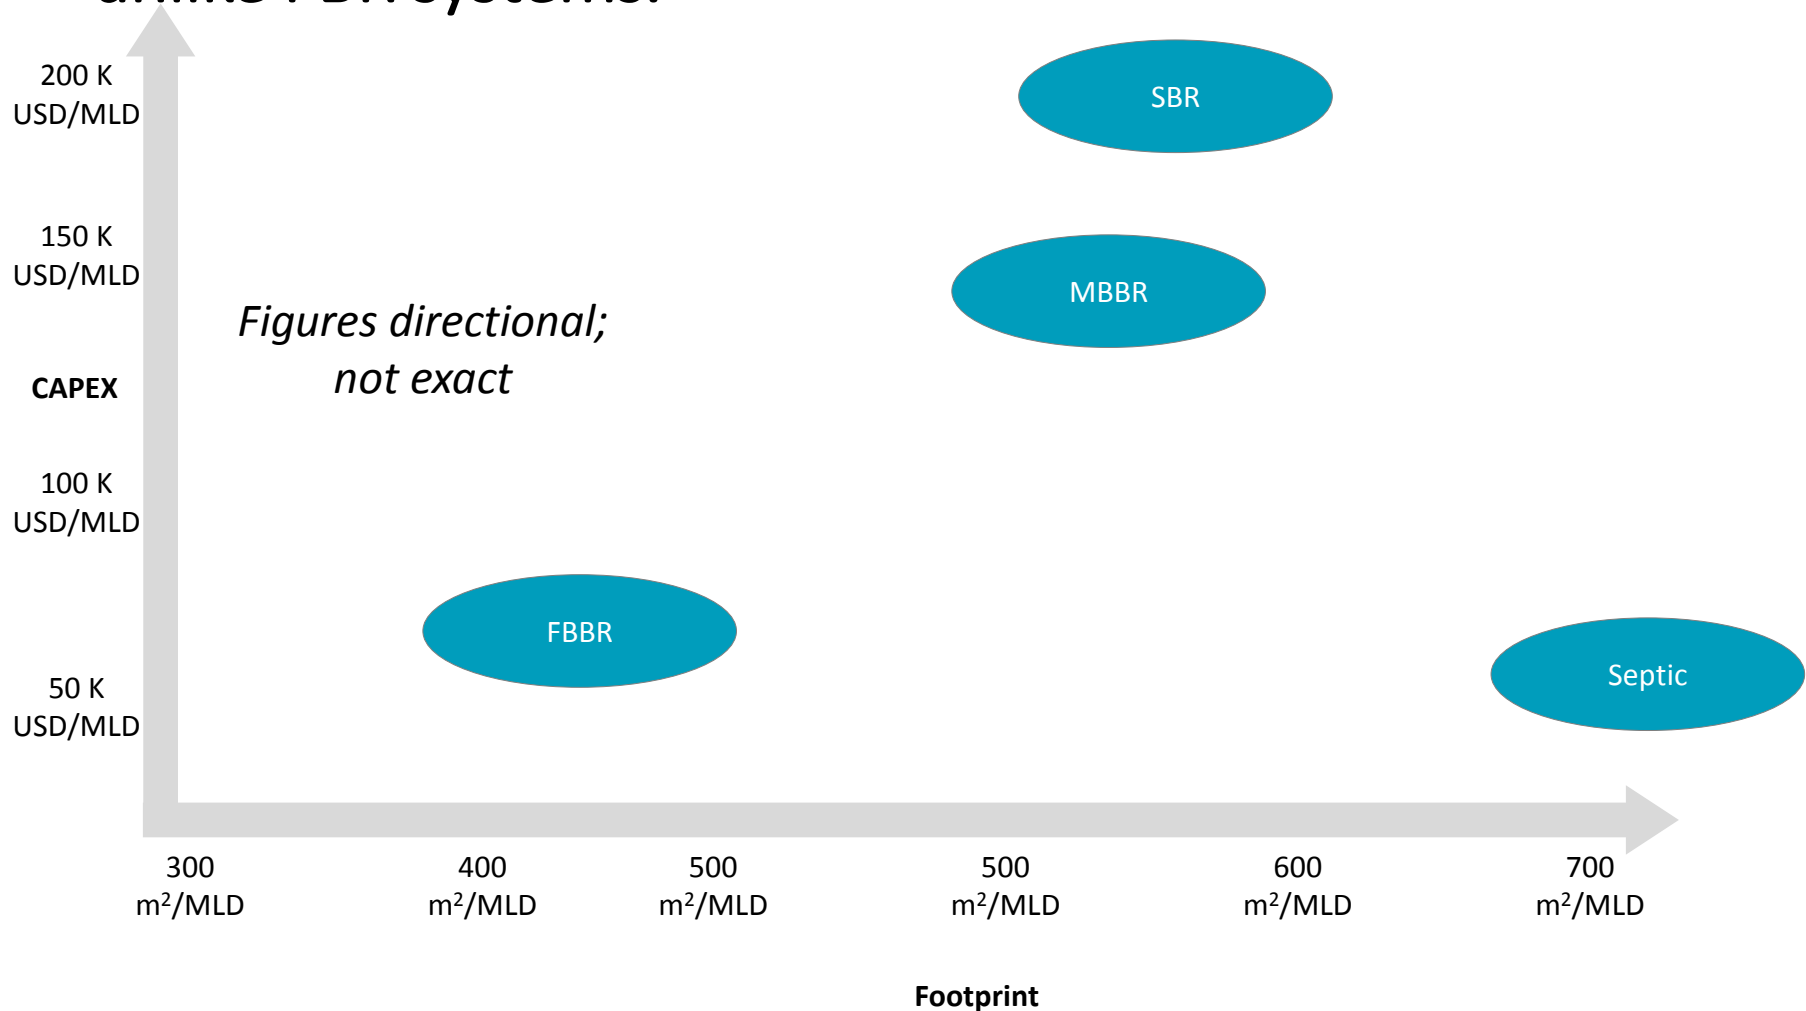 200 K
USD/MLD
SBR
150 K
USD/MLD
MBBR
Figures directional;
not exact
CAPEX
100 K
USD/MLD
FBBR
50 K
USD/MLD
Septic
300
m²/MLD
400
m²/MLD
500
m²/MLD
500
m²/MLD
600
m²/MLD
700
m²/MLD
Footprint